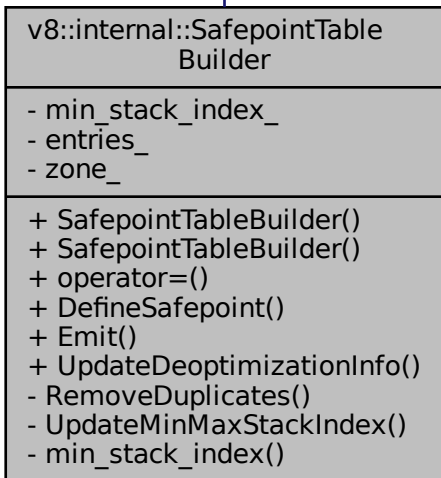 v8::internal::SafepointTable
Builder
- min_stack_index_
- entries_
- zone_
+ SafepointTableBuilder()
+ SafepointTableBuilder()
+ operator=()
+ DefineSafepoint()
+ Emit()
+ UpdateDeoptimizationInfo()
- RemoveDuplicates()
- UpdateMinMaxStackIndex()
- min_stack_index()